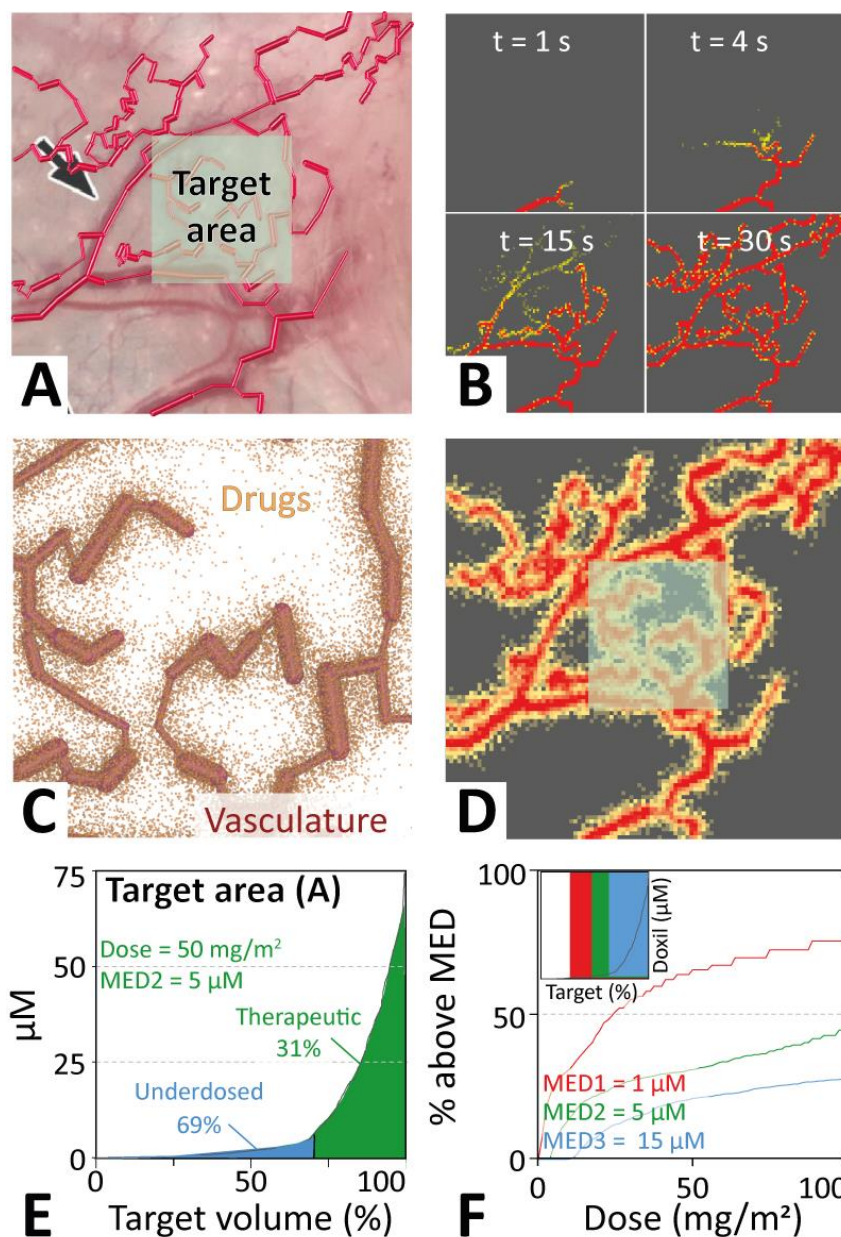 Target
area
A
t = 1 s
t = 4 s
t = 15 s
t = 30 s
B
Drugs
Vasculature
C
D
75
50
25
0
μM
Target area (A)
Dose = 50 mg/m²
MED2 = 5 μM
Therapeutic
31%
Underdosed
69%
0
50
100
Target volume (%)
E
100
50
0
% above MED
Doxil (μM)
Target (%)
MED1 = 1 μM
MED2 = 5 μM
MED3 = 15 μM
0
50
100
Dose (mg/m²)
F